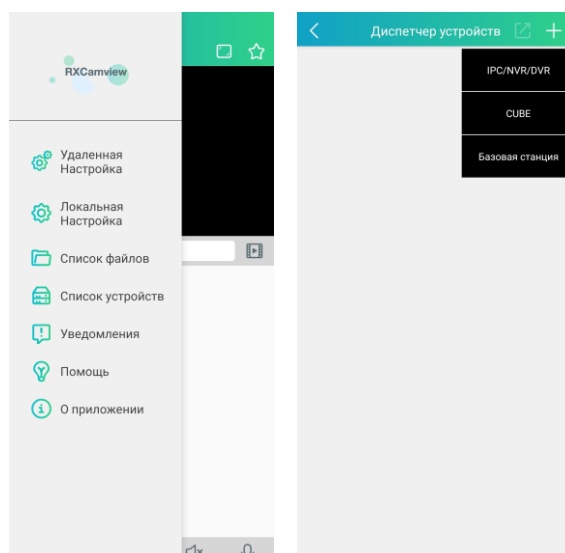 RXCamview
Удаленная
Настройка
Локальная
Настройка
Список файлов
Список устройств
Уведомления
Помощь
О приложении
Диспетчер устройств
IPC/NVR/DVR
CUBE
Базовая станция